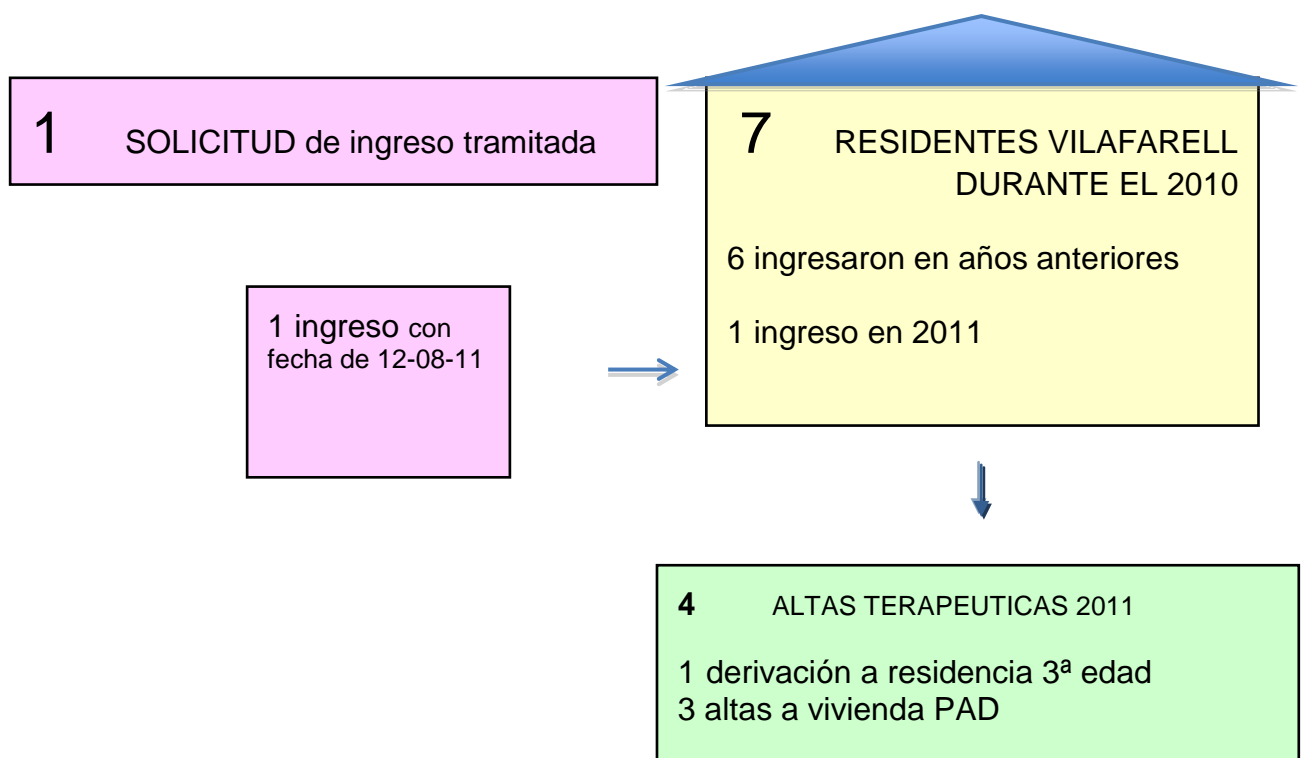 1 SOLICITUD de ingreso tramitada
7 RESIDENTES VILAFARELL
DURANTE EL 2010
6 ingresaron en años anteriores
1 ingreso en 2011
1 ingreso con
fecha de 12-08-11
4 ALTAS TERAPEUTICAS 2011
1 derivación a residencia 3ª edad
3 altas a vivienda PAD